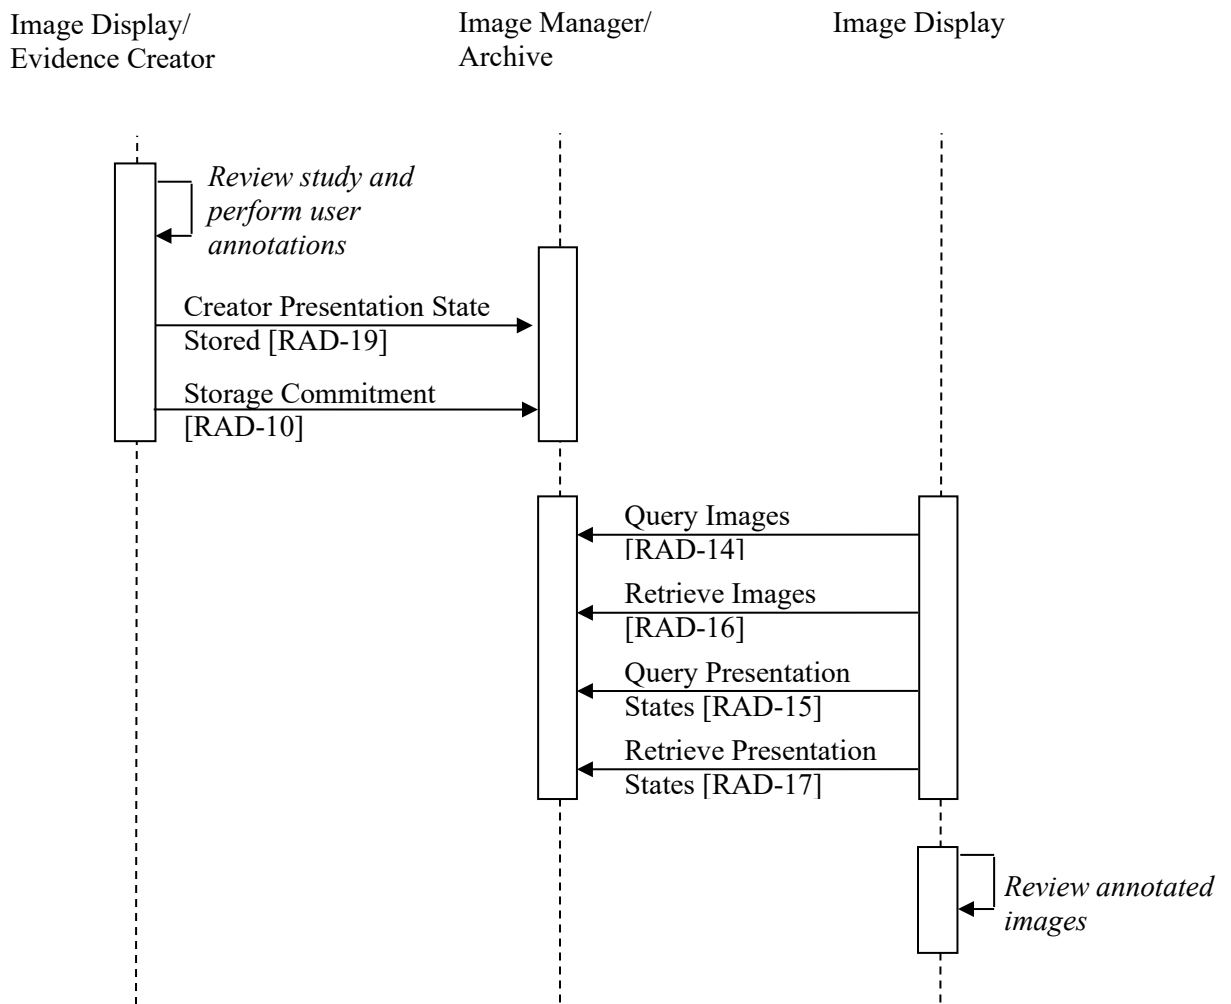 Image Display/
Evidence Creator
Image Manager/
Archive
Image Display
Review study and
perform user
annotations
Creator Presentation State
Stored [RAD-19]
Storage Commitment
[RAD-10]
Query Images
[RAD-14]
Retrieve Images
[RAD-16]
Query Presentation
States [RAD-15]
Retrieve Presentation
States [RAD-17]
Review annotated
images